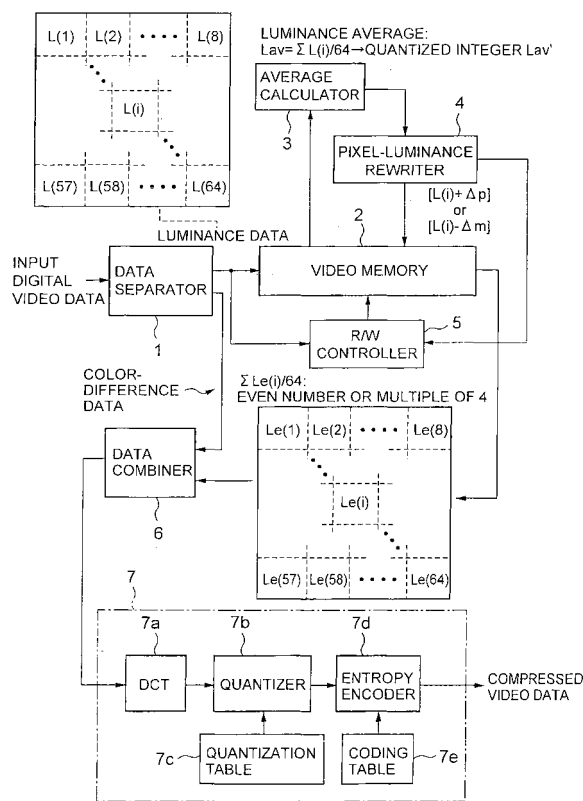 L(1) L(2) •••• L(8)
L(i)
L(57) L(58) •••• L(64)
LUMINANCE AVERAGE:
Lav= Σ L(i)/64→QUANTIZED INTEGER Lav'
AVERAGE
CALCULATOR
3
4
PIXEL-LUMINANCE
REWRITER
[L(i)+ Δp]
or
[L(i)- Δm]
LUMINANCE DATA
2
INPUT
DIGITAL
VIDEO DATA
DATA
SEPARATOR
1
VIDEO MEMORY
R/W
CONTROLLER
5
COLOR-
DIFFERENCE
DATA
Σ Le(i)/64:
EVEN NUMBER OR MULTIPLE OF 4
DATA
COMBINER
6
Le(1) Le(2) •••• Le(8)
Le(i)
Le(57) Le(58) •••• Le(64)
7
7a
7b
7d
DCT
QUANTIZER
ENTROPY
ENCODER
COMPRESSED
VIDEO DATA
7c
QUANTIZATION
TABLE
CODING
TABLE
7e